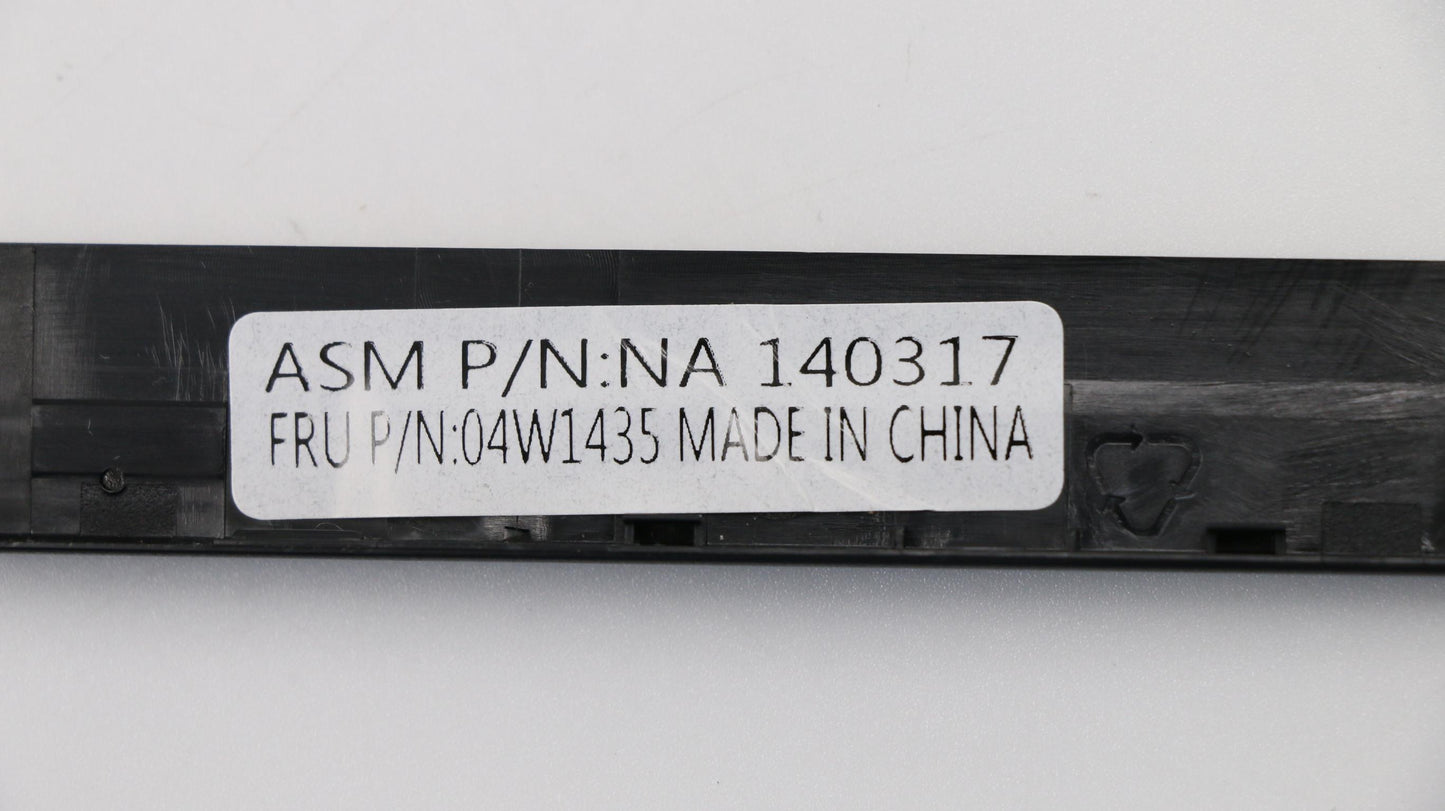 ASM P/N:NA 140317
FRU P/N:04W1435 MADE IN CHINA